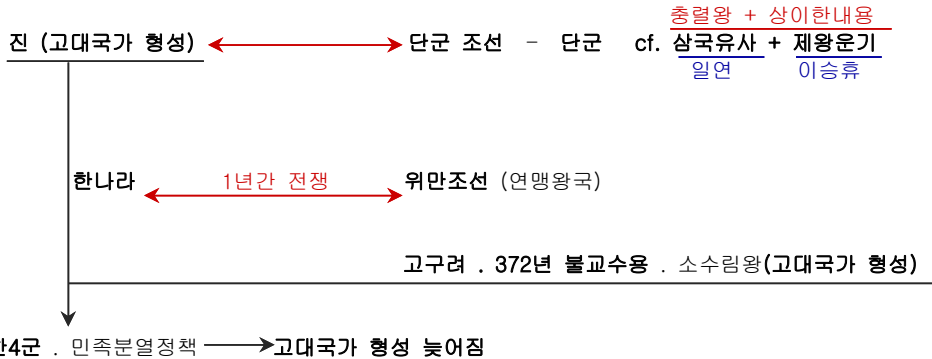 충렬왕 + 상이한내용
진 (고대국가 형성) 단군 조선 - 단군 cf. 삼국유사 + 제왕운기
일연 이승휴
한나라 1년간 전쟁 위만조선 (연맹왕국)
고구려 . 372년 불교수용 . 소수림왕(고대국가 형성)
4군 . 민족분열정책 고대국가 형성 늦어짐